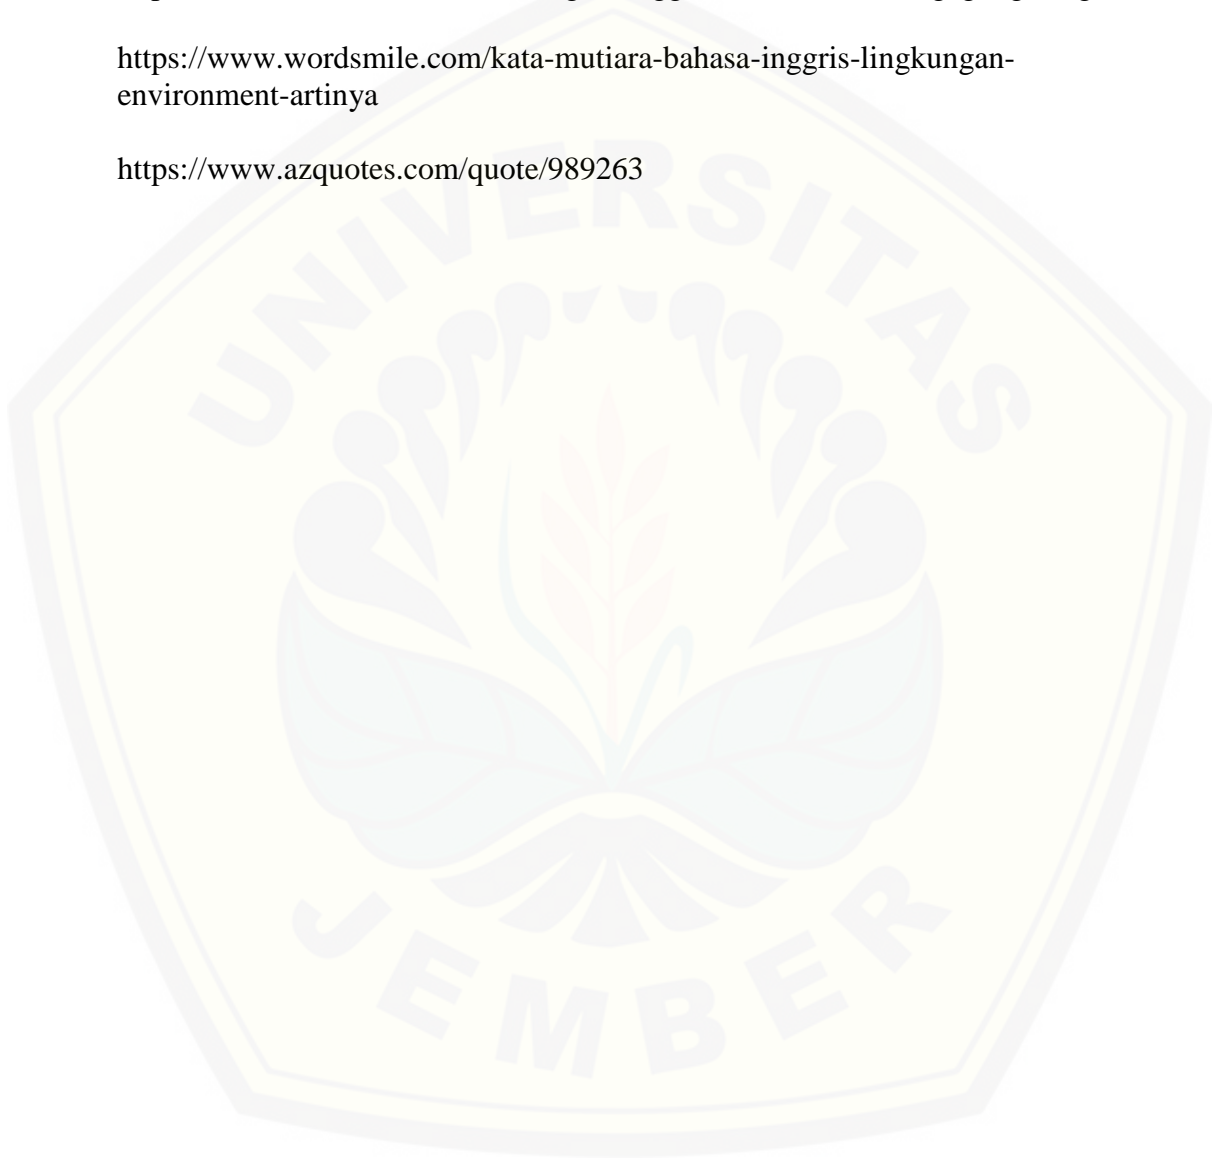 https://www.wordsmile.com/kata-mutiara-bahasa-inggris-lingkungan-
environment-artinya
https://www.azquotes.com/quote/989263
UNIVERSITAS
JEMBER